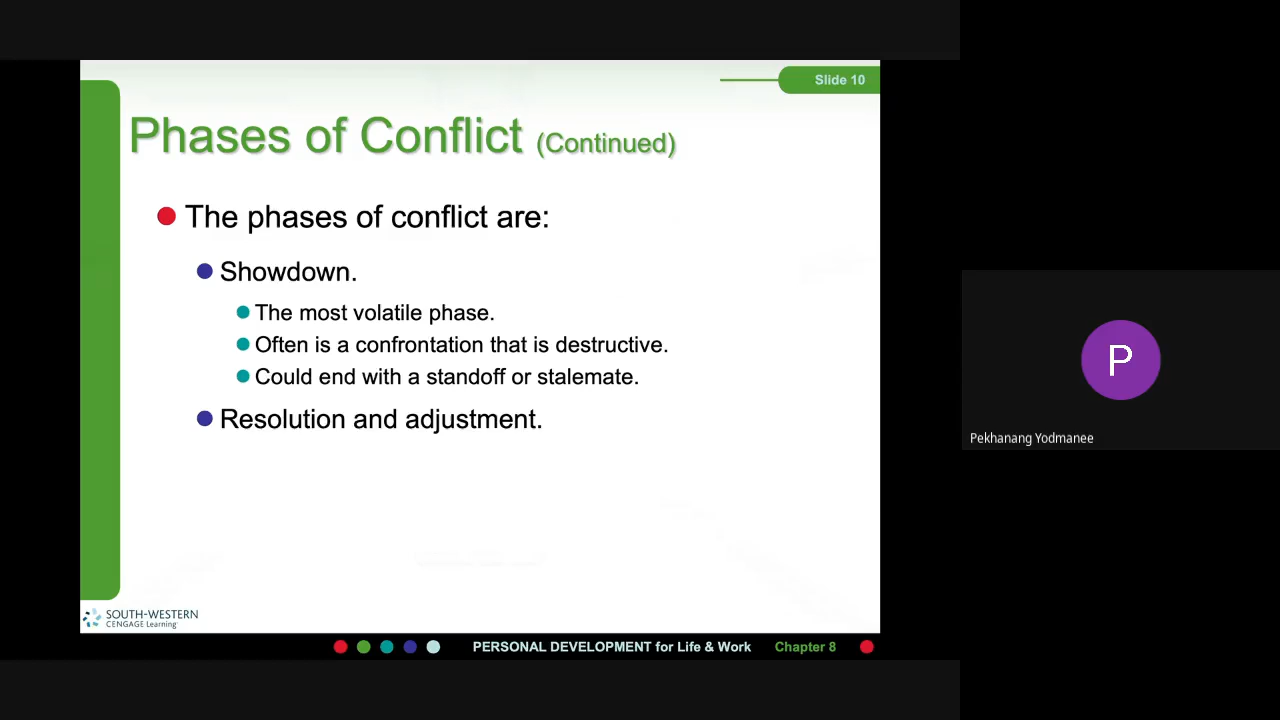 Slide 10
Phases of Conflict (Continued)
The phases of conflict are:
Showdown.
The most volatile phase.
Often is a confrontation that is destructive.
Could end with a standoff or stalemate.
Resolution and adjustment.
P
Pekhanang Yodmanee
SOUTH-WESTERN
CENGAGE Learning
PERSONAL DEVELOPMENT for Life & Work Chapter 8